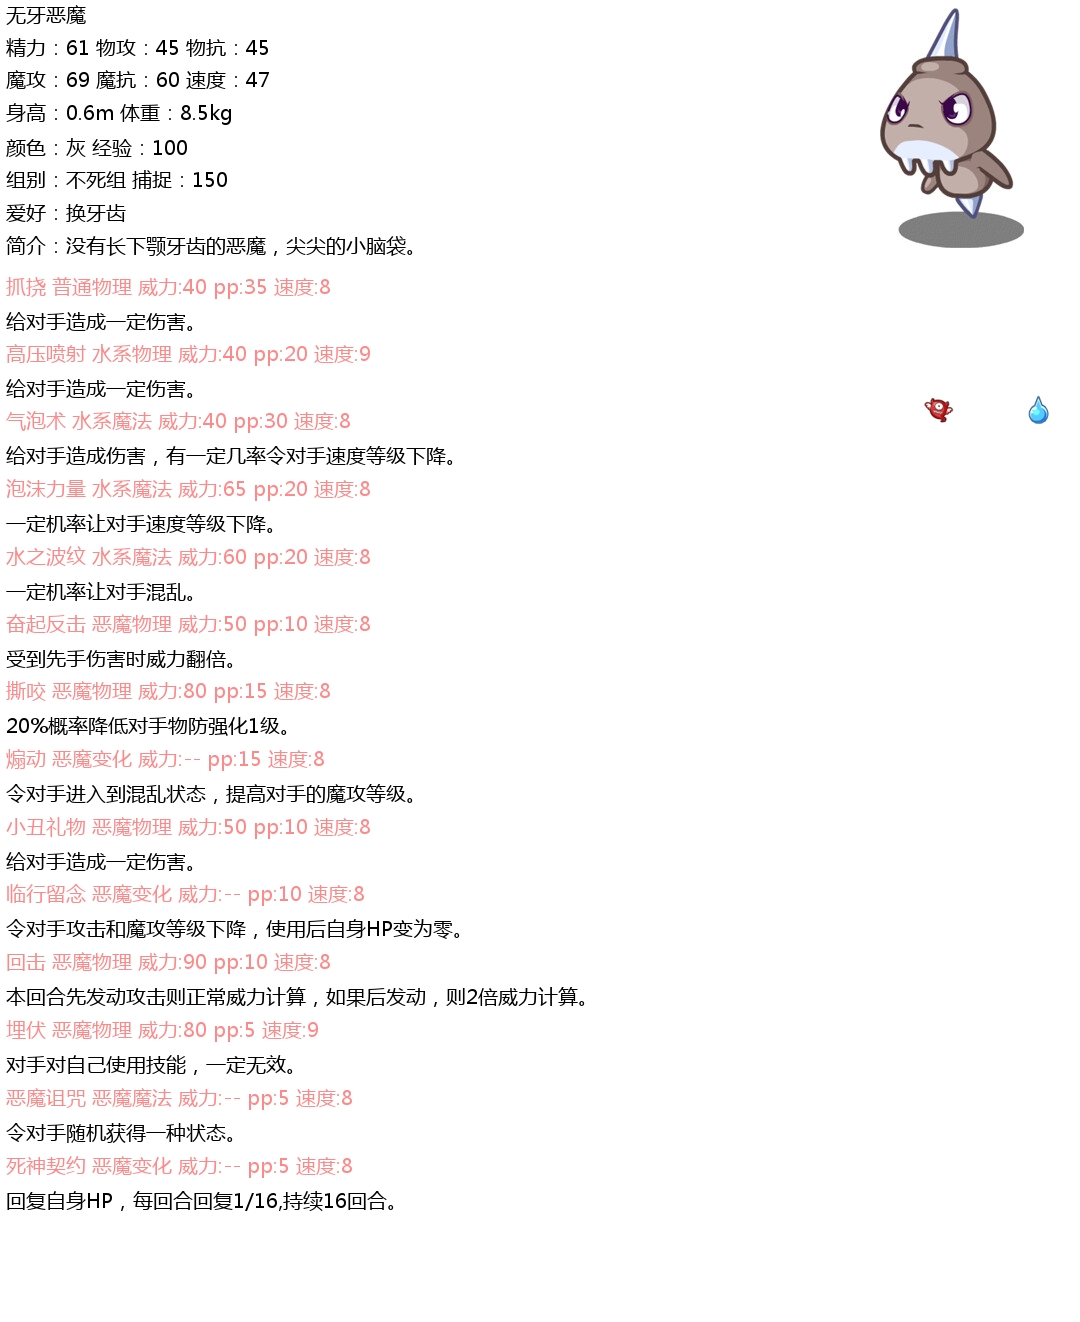 无牙恶魔
精力：61 物攻：45 物抗：45
魔攻：69 魔抗：60 速度：47
身高：0.6m 体重：8.5kg
颜色：灰 经验：100
组别：不死组 捕捉：150
爱好：换牙齿
简介：没有长下颚牙齿的恶魔，尖尖的小脑袋。
抓挠 普通物理 威力:40 pp:35 速度:8
给对手造成一定伤害。
高压喷射 水系物理 威力:40 pp:20 速度:9
给对手造成一定伤害。
气泡术 水系魔法 威力:40 pp:30 速度:8
给对手造成伤害，有一定几率令对手速度等级下降。
泡沫力量 水系魔法 威力:65 pp:20 速度:8
一定机率让对手速度等级下降。
水之波纹 水系魔法 威力:60 pp:20 速度:8
一定机率让对手混乱。
奋起反击 恶魔物理 威力:50 pp:10 速度:8
受到先手伤害时威力翻倍。
撕咬 恶魔物理 威力:80 pp:15 速度:8
20%概率降低对手物防强化1级。
煽动 恶魔变化 威力:-- pp:15 速度:8
令对手进入到混乱状态，提高对手的魔攻等级。
小丑礼物 恶魔物理 威力:50 pp:10 速度:8
给对手造成一定伤害。
临行留念 恶魔变化 威力:-- pp:10 速度:8
令对手攻击和魔攻等级下降，使用后自身HP变为零。
回击 恶魔物理 威力:90 pp:10 速度:8
本回合先发动攻击则正常威力计算，如果后发动，则2倍威力计算。
埋伏 恶魔物理 威力:80 pp:5 速度:9
对手对自己使用技能，一定无效。
恶魔诅咒 恶魔魔法 威力:-- pp:5 速度:8
令对手随机获得一种状态。
死神契约 恶魔变化 威力:-- pp:5 速度:8
回复自身HP，每回合回复1/16,持续16回合。